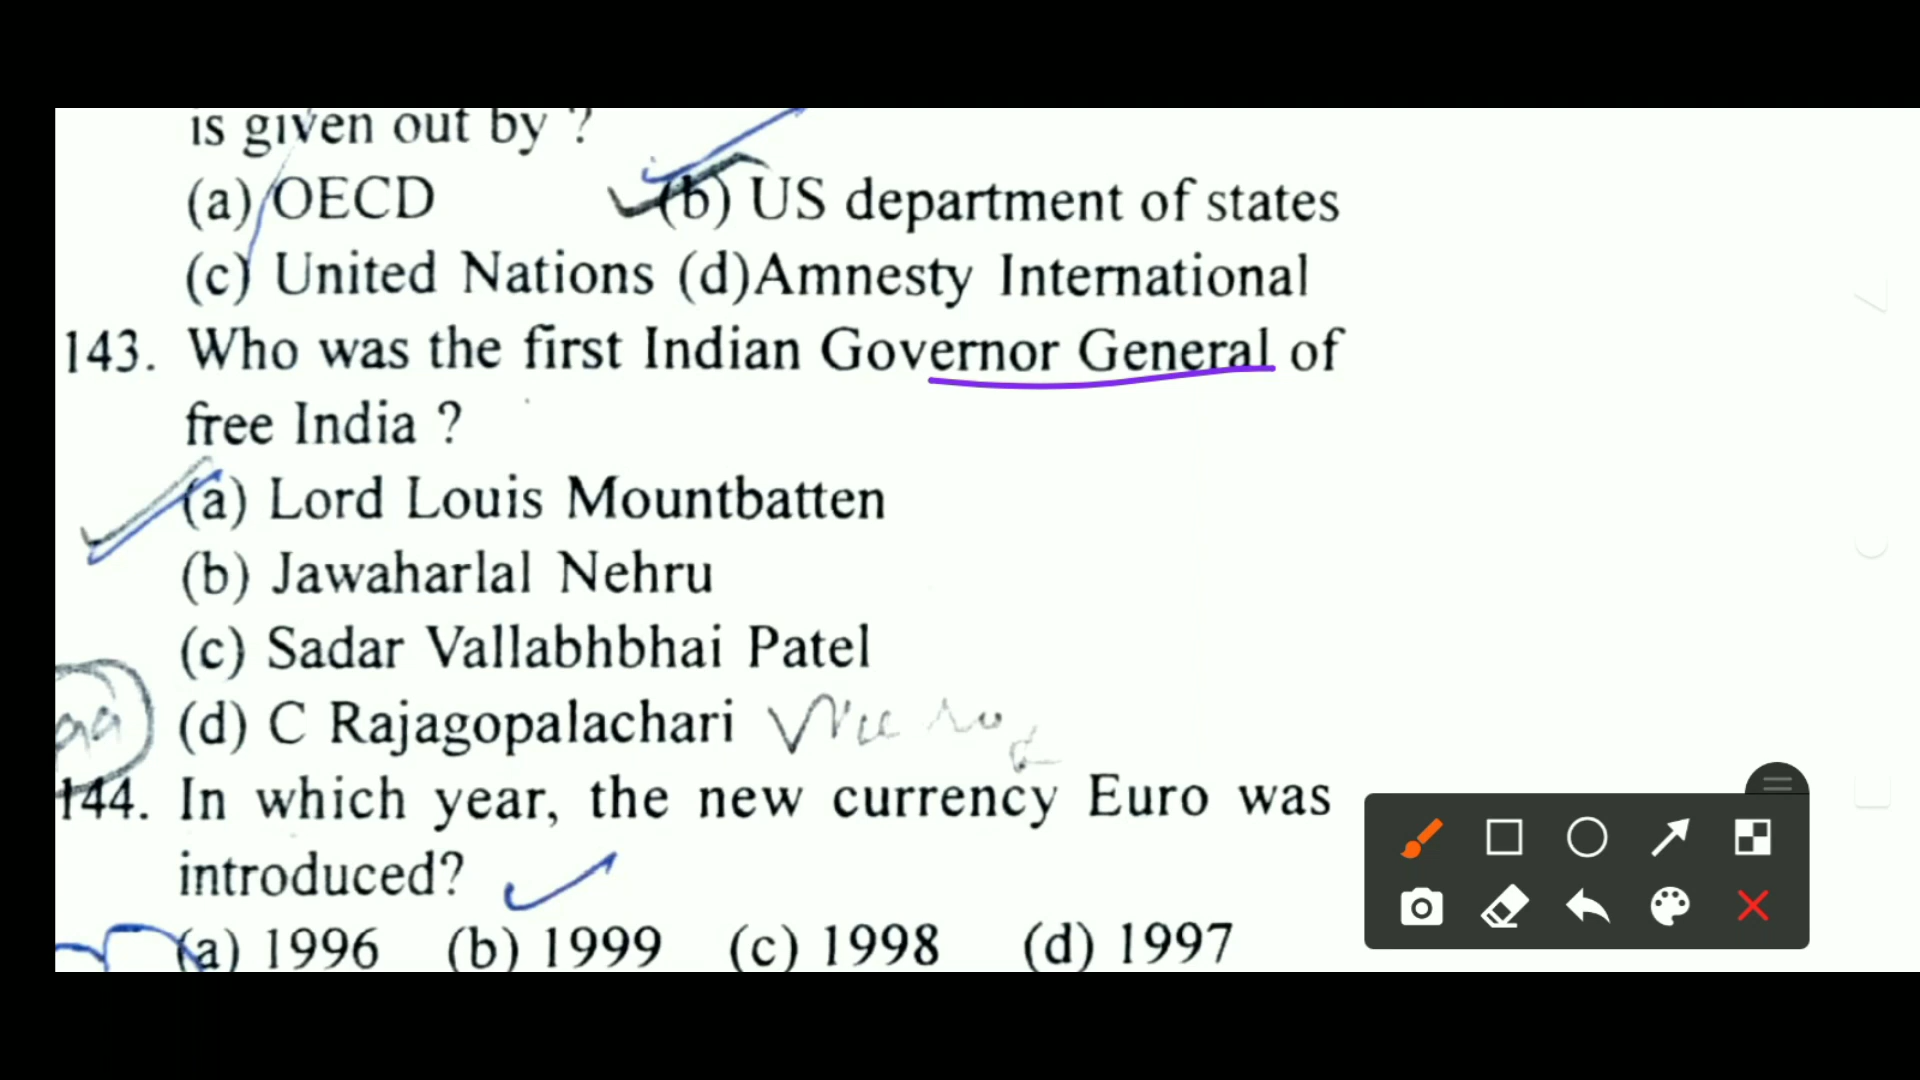 is given out by ?
(a) OECD (b) US department of states
(c) United Nations (d)Amnesty International
143. Who was the first Indian Governor General of
free India ?
(a) Lord Louis Mountbatten
(b) Jawaharlal Nehru
(c) Sadar Vallabhbhai Patel
(d) C Rajagopalachari
144. In which year, the new currency Euro was
introduced?
(a) 1996 (b) 1999 (c) 1998 (d) 1997